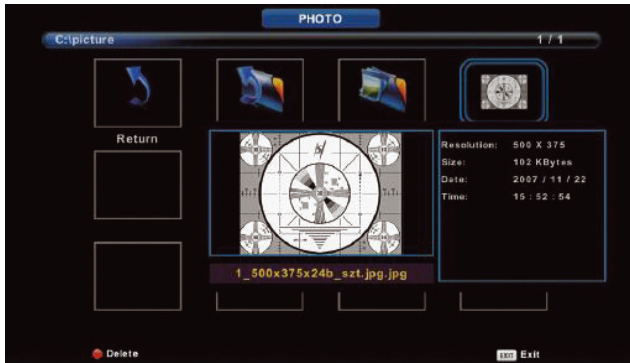 PHOTO
C:\picture 1 / 1
Return
Resolution: 500 X 375
Size: 102 KBytes
Date: 2007 / 11 / 22
Time: 15 : 52 : 54
1_500x375x24b_szt.jpg.jpg
Delete EXIT Exit